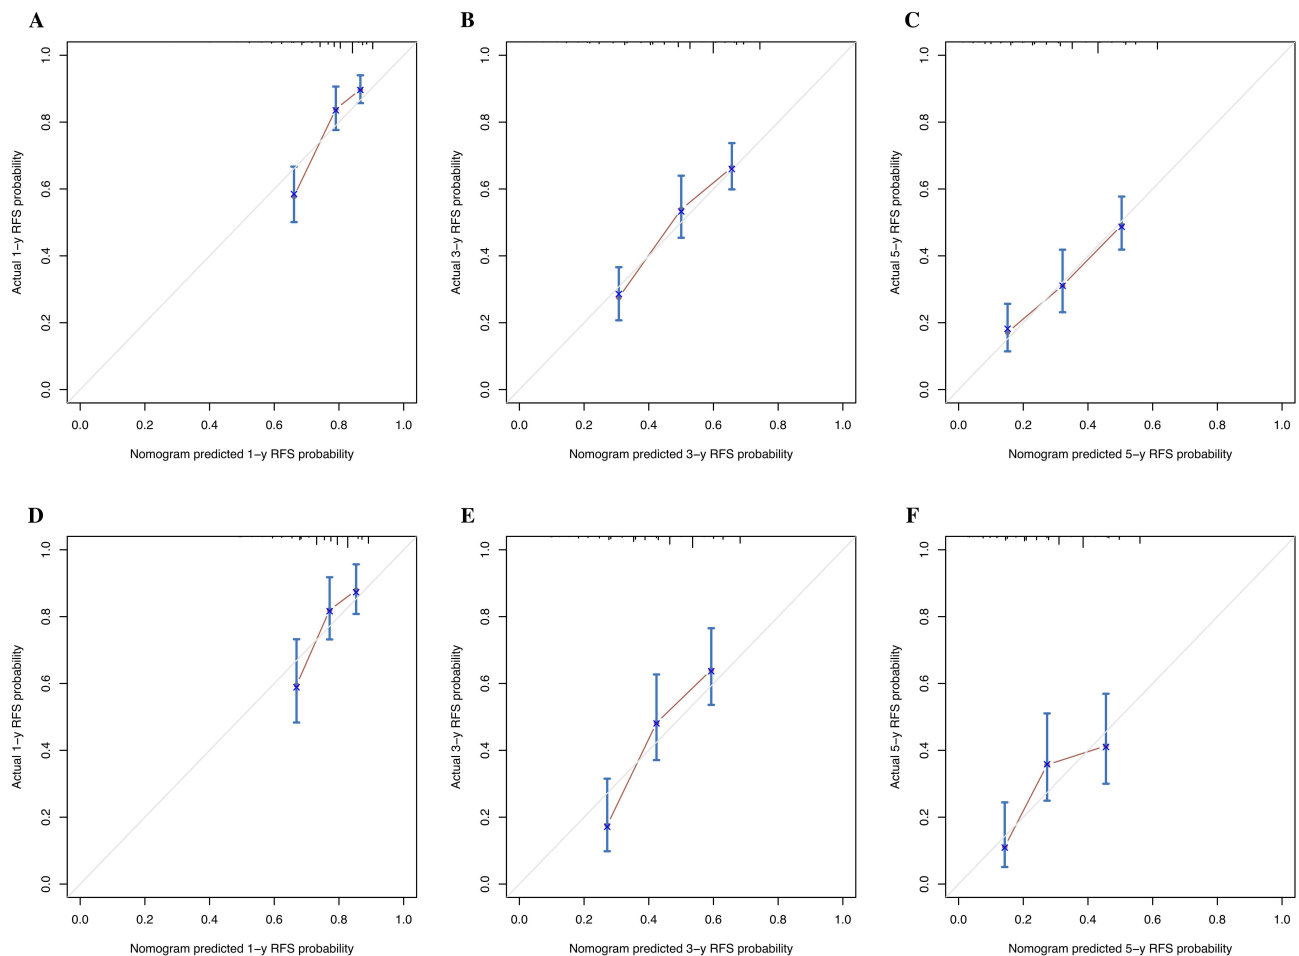 A
B
C
1.0
0.8
0.6
0.4
0.2
0.0
Actual 1−y RFS probability
0.0 0.2 0.4 0.6 0.8 1.0
Nomogram predicted 1−y RFS probability
1.0
0.8
0.6
0.4
0.2
0.0
Actual 3−y RFS probability
0.0 0.2 0.4 0.6 0.8 1.0
Nomogram predicted 3−y RFS probability
1.0
0.8
0.6
0.4
0.2
0.0
Actual 5−y RFS probability
0.0 0.2 0.4 0.6 0.8 1.0
Nomogram predicted 5−y RFS probability
D
E
F
1.0
0.8
0.6
0.4
0.2
0.0
Actual 1−y RFS probability
0.0 0.2 0.4 0.6 0.8 1.0
Nomogram predicted 1−y RFS probability
1.0
0.8
0.6
0.4
0.2
0.0
Actual 3−y RFS probability
0.0 0.2 0.4 0.6 0.8 1.0
Nomogram predicted 3−y RFS probability
1.0
0.8
0.6
0.4
0.2
0.0
Actual 5−y RFS probability
0.0 0.2 0.4 0.6 0.8 1.0
Nomogram predicted 5−y RFS probability